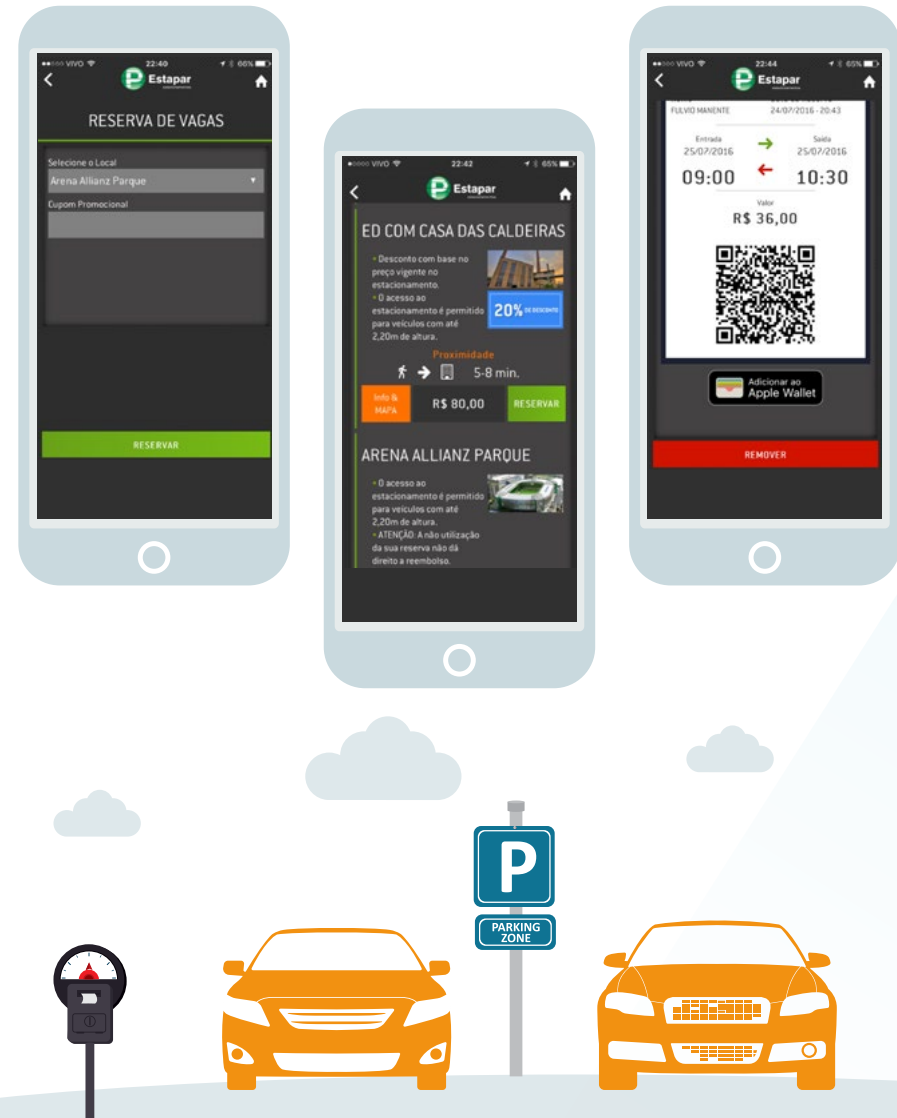 ●●○○○ VIVO 22:40 66%
Estapar
RESERVA DE VAGAS
Selecione o Local
Arena Allianz Parque
Cupom Promocional
RESERVAR
●○○○○ VIVO 22:42 65%
Estapar
ED COM CASA DAS CALDEIRAS
• Desconto com base no
preço vigente no
estacionamento.
• O acesso ao
estacionamento é permitido
para veículos com até
2,20m de altura.
20% DE DESCONTO
Proximidade
5-8 min.
Info &
MAPA
R$ 80,00
RESERVAR
ARENA ALLIANZ PARQUE
• O acesso ao
estacionamento é permitido
para veículos com até
2,20m de altura.
• ATENÇÃO: A não utilização
da sua reserva não dá
direito a reembolso.
●●○○○ VIVO 22:44 65%
Estapar
FULVIO MANENTE 24/07/2016 - 20:43
Entrada Saída
25/07/2016 25/07/2016
09:00 10:30
Valor
R$ 36,00
Adicionar ao
Apple Wallet
REMOVER
P
PARKING
ZONE